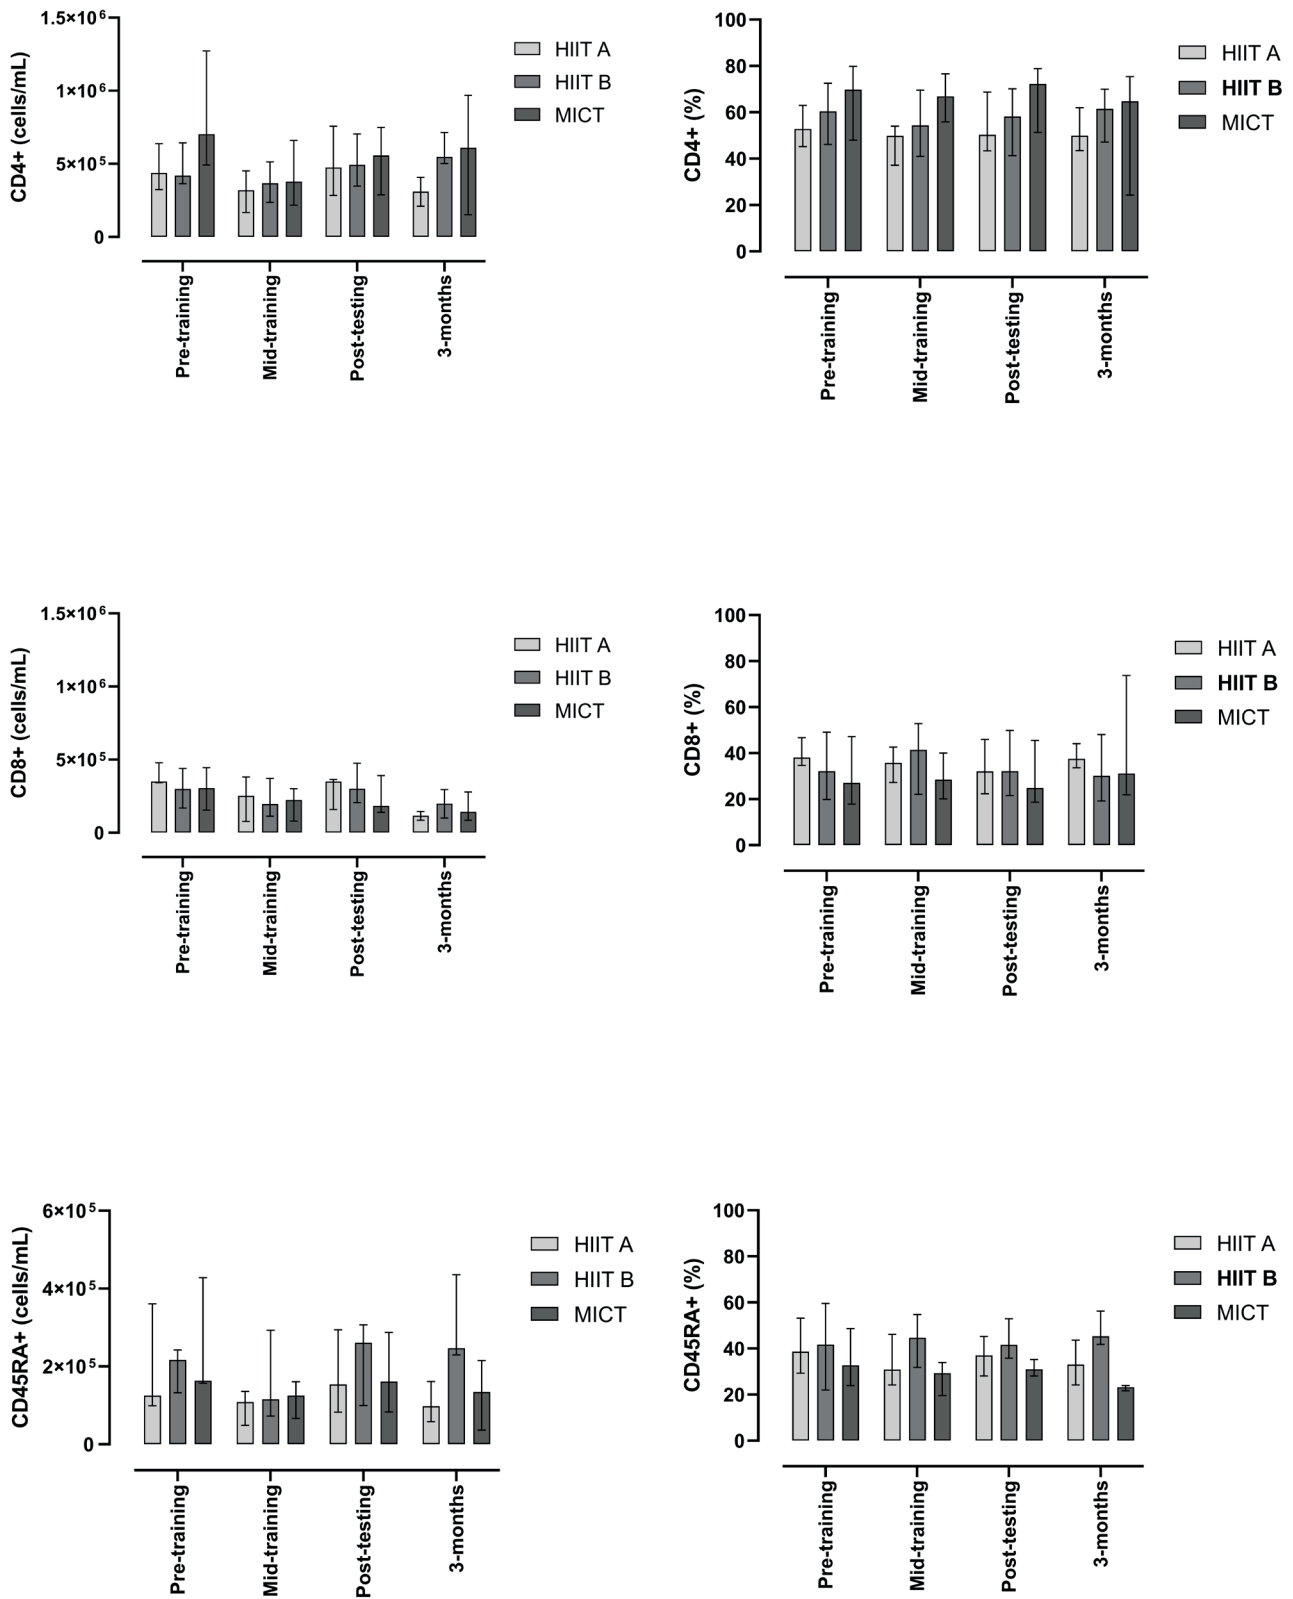 CD4+ (cells/mL)
1.5×10⁶
1×10⁶
5×10⁵
0
Pre-training
Mid-training
Post-testing
3-months
HIIT A
HIIT B
MICT
CD4+ (%)
100
80
60
40
20
0
Pre-training
Mid-training
Post-testing
3-months
HIIT A
HIIT B
MICT
CD8+ (cells/mL)
1.5×10⁶
1×10⁶
5×10⁵
0
Pre-training
Mid-training
Post-testing
3-months
HIIT A
HIIT B
MICT
CD8+ (%)
100
80
60
40
20
0
Pre-training
Mid-training
Post-testing
3-months
HIIT A
HIIT B
MICT
CD45RA+ (cells/mL)
6×10⁵
4×10⁵
2×10⁵
0
Pre-training
Mid-training
Post-testing
3-months
HIIT A
HIIT B
MICT
CD45RA+ (%)
100
80
60
40
20
0
Pre-training
Mid-training
Post-testing
3-months
HIIT A
HIIT B
MICT